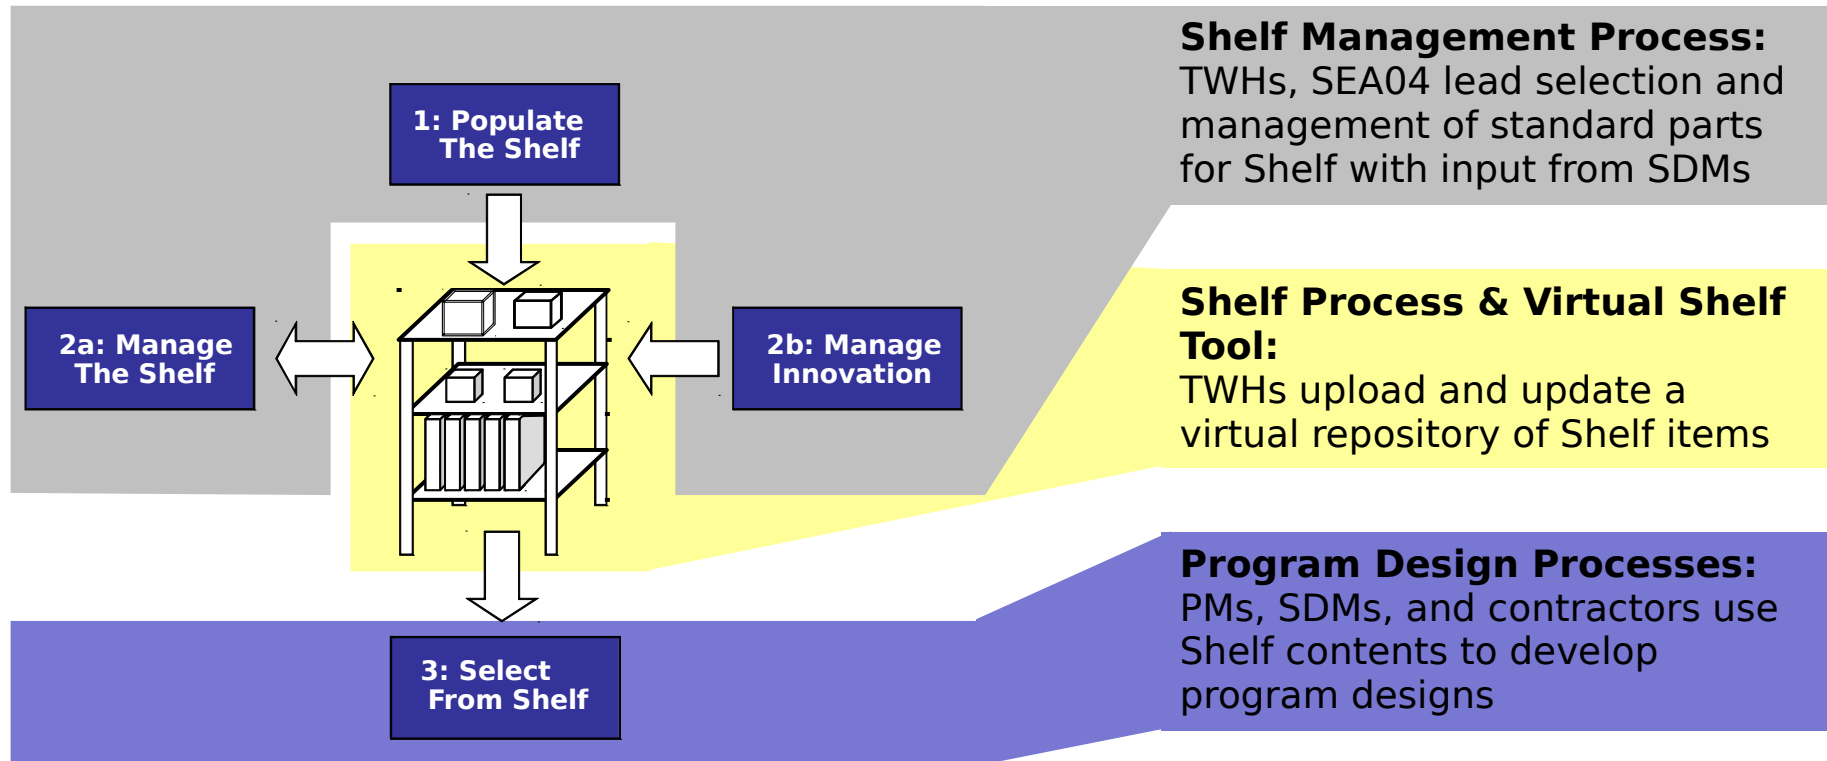 Shelf Management Process:
TWHs, SEA04 lead selection and
management of standard parts
for Shelf with input from SDMs
1: Populate
The Shelf
2a: Manage
The Shelf
2b: Manage
Innovation
Shelf Process & Virtual Shelf
Tool:
TWHs upload and update a
virtual repository of Shelf items
3: Select
From Shelf
Program Design Processes:
PMs, SDMs, and contractors use
Shelf contents to develop
program designs